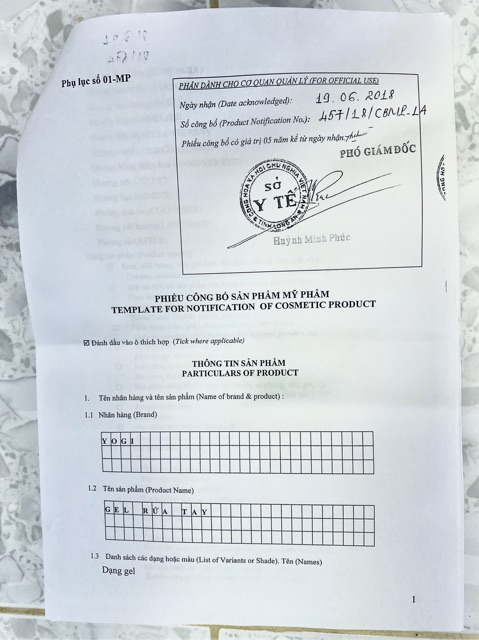 Phụ lục số 01-MP
PHẦN DÀNH CHO CƠ QUAN QUẢN LÝ (FOR OFFICIAL USE)
Ngày nhận (Date acknowledged): 19.06.2018
Số công bố (Product Notification No.): 457/18/CBMP-LA
Phiếu công bố có giá trị 05 năm kể từ ngày nhận
PHÓ GIÁM ĐỐC
SỞ
Y TẾ
Huỳnh Minh Phúc
PHIẾU CÔNG BỐ SẢN PHẨM MỸ PHẨM
TEMPLATE FOR NOTIFICATION OF COSMETIC PRODUCT
☑ Đánh dấu vào ô thích hợp (Tick where applicable)
THÔNG TIN SẢN PHẨM
PARTICULARS OF PRODUCT
1. Tên nhãn hàng và tên sản phẩm (Name of brand & product) :
1.1 Nhãn hàng (Brand)
YOGI
1.2 Tên sản phẩm (Product Name)
GEL RỬA TAY
1.3 Danh sách các dạng hoặc màu (List of Variants or Shade). Tên (Names)
Dạng gel
1